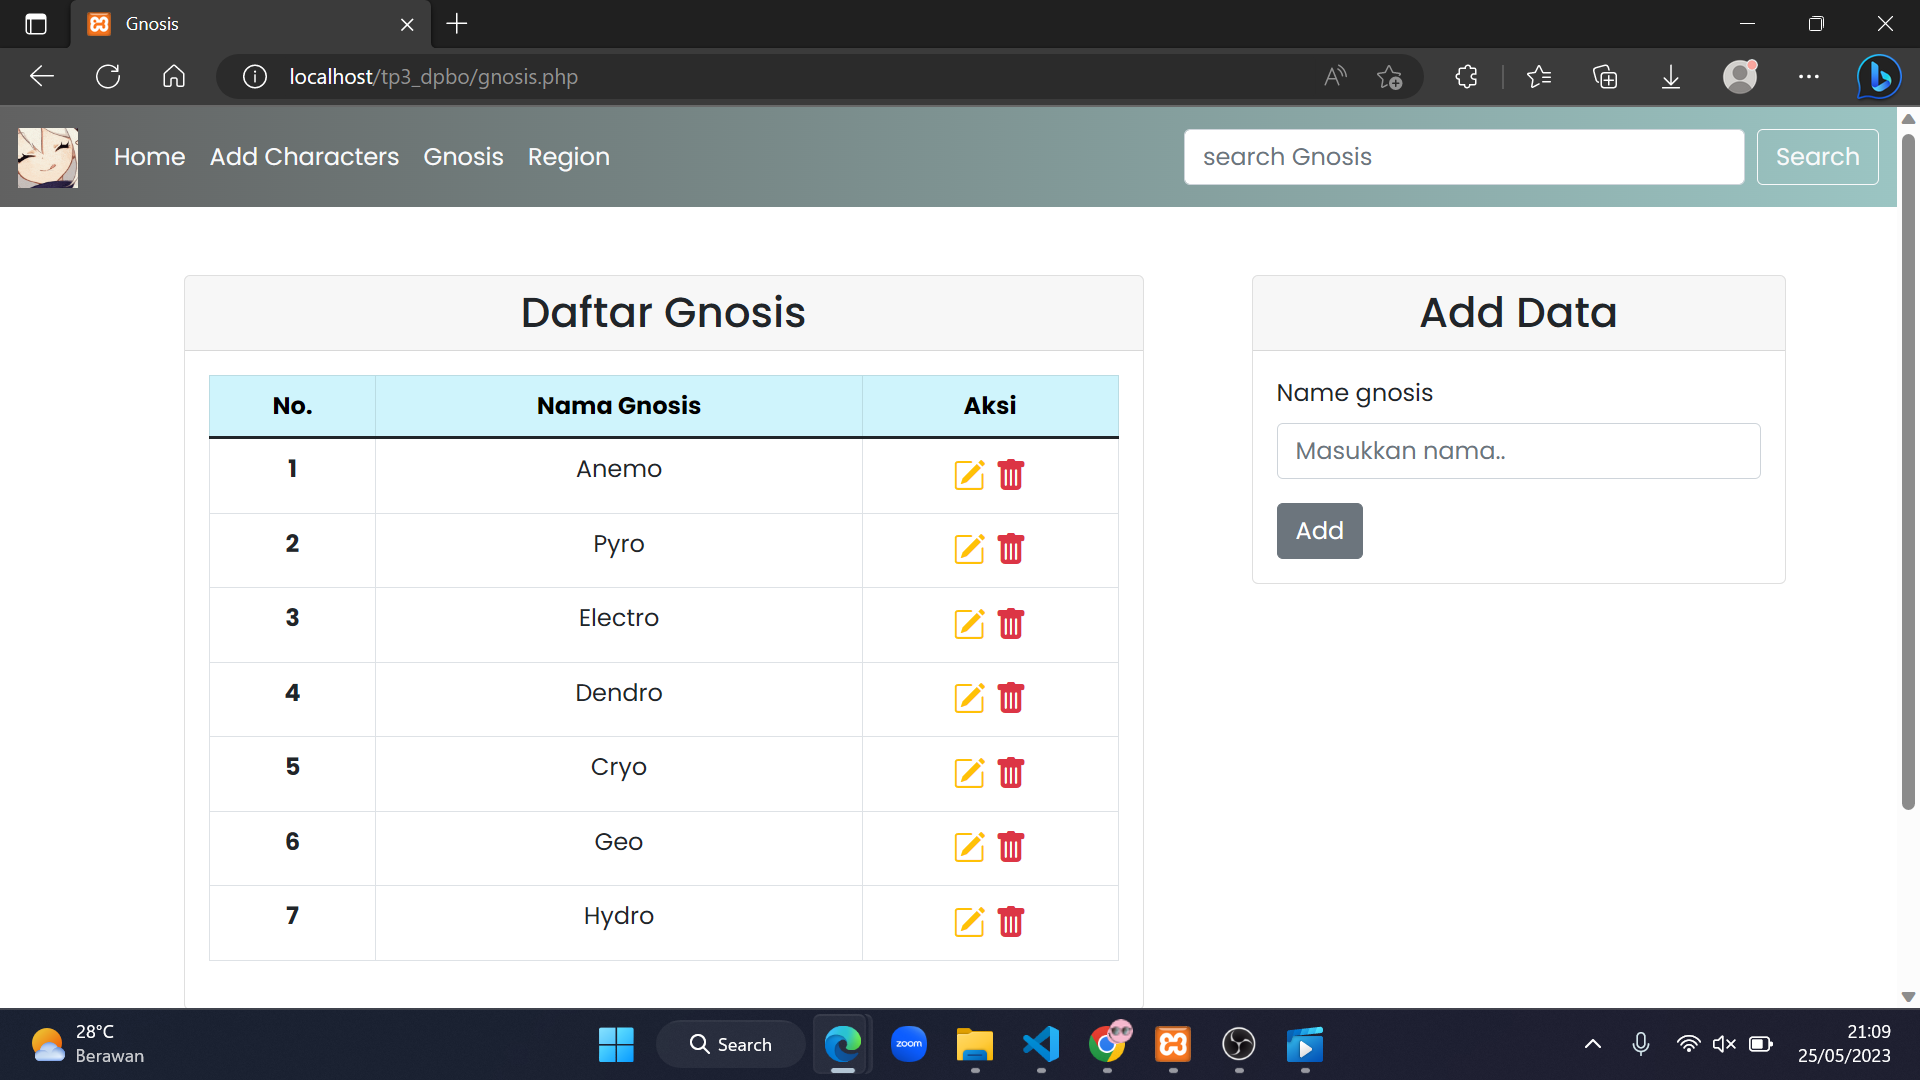 Gnosis
localhost/tp3_dpbo/gnosis.php
Home Add Characters Gnosis Region
search Gnosis
Search
Daftar Gnosis
No. Nama Gnosis Aksi
1 Anemo
2 Pyro
3 Electro
4 Dendro
5 Cryo
6 Geo
7 Hydro
Add Data
Name gnosis
Masukkan nama..
Add
28°C
Berawan
Search
zoom
21:09
25/05/2023